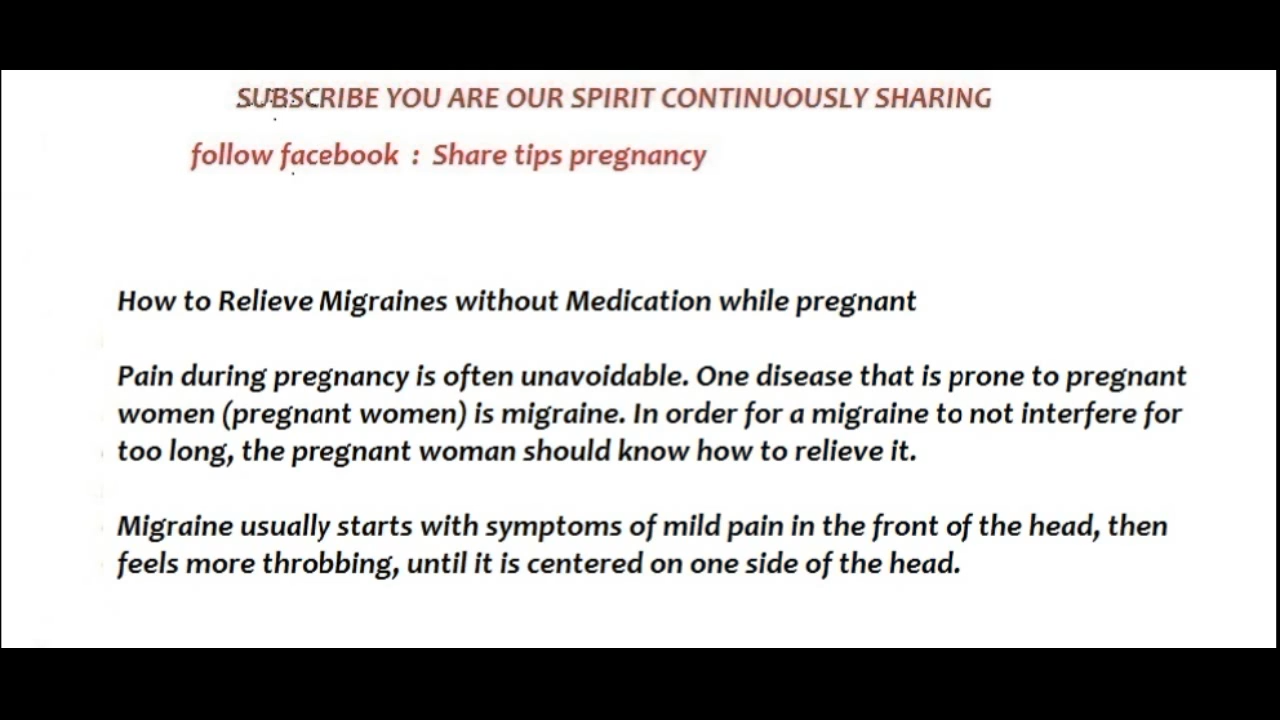 SUBSCRIBE YOU ARE OUR SPIRIT CONTINUOUSLY SHARING
follow facebook : Share tips pregnancy
How to Relieve Migraines without Medication while pregnant
Pain during pregnancy is often unavoidable. One disease that is prone to pregnant
women (pregnant women) is migraine. In order for a migraine to not interfere for
too long, the pregnant woman should know how to relieve it.
Migraine usually starts with symptoms of mild pain in the front of the head, then
feels more throbbing, until it is centered on one side of the head.